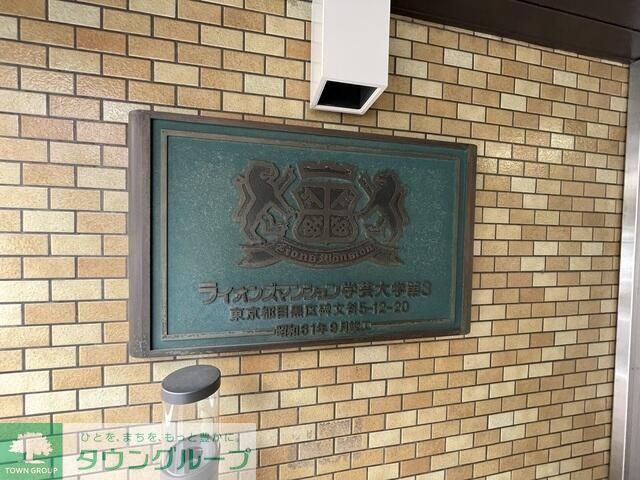 Lions Mansion
ライオンズマンション学芸大学第3
東京都目黒区碑文谷5-12-20
昭和61年9月竣工
ひとを、まちを、もっと豊かに
タウングループ
TOWN GROUP